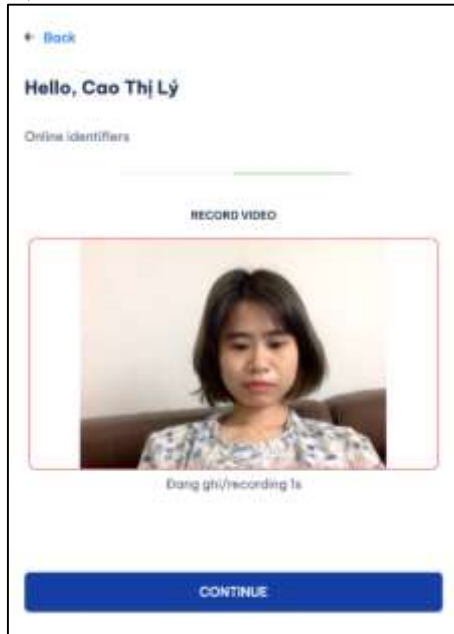 ← Back
Hello, Cao Thị Lý
Online identifiers
RECORD VIDEO
Đang ghi/recording 1s
CONTINUE